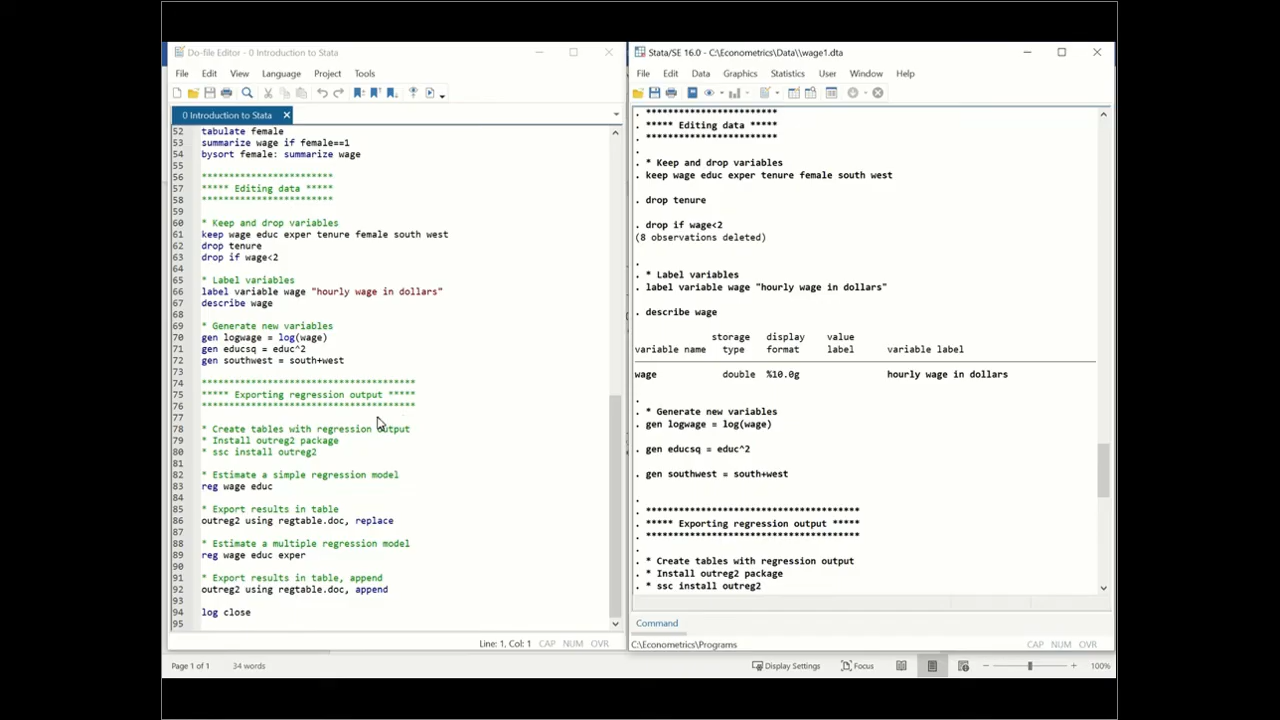 Do-file Editor - 0 Introduction to Stata
File Edit View Language Project Tools
0 Introduction to Stata
52 tabulate female
53 summarize wage if female==1
54 bysort female: summarize wage
55
56 ************************
57 ***** Editing data *****
58 ************************
59
60 * Keep and drop variables
61 keep wage educ exper tenure female south west
62 drop tenure
63 drop if wage<2
64
65 * Label variables
66 label variable wage "hourly wage in dollars"
67 describe wage
68
69 * Generate new variables
70 gen logwage = log(wage)
71 gen educsq = educ^2
72 gen southwest = south+west
73
74 ***************************************
75 ***** Exporting regression output *****
76 ***************************************
77
78 * Create tables with regression output
79 * Install outreg2 package
80 * ssc install outreg2
81
82 * Estimate a simple regression model
83 reg wage educ
84
85 * Export results in table
86 outreg2 using regtable.doc, replace
87
88 * Estimate a multiple regression model
89 reg wage educ exper
90
91 * Export results in table, append
92 outreg2 using regtable.doc, append
93
94 log close
95
Line: 1, Col: 1 CAP NUM OVR
Stata/SE 16.0 - C:\Econometrics\Data\\wage1.dta
File Edit Data Graphics Statistics User Window Help
. ************************
. ***** Editing data *****
. ************************
.
. * Keep and drop variables
. keep wage educ exper tenure female south west
. drop tenure
. drop if wage<2
(8 observations deleted)
.
. * Label variables
. label variable wage "hourly wage in dollars"
. describe wage
storage display value
variable name type format label variable label
wage double %10.0g hourly wage in dollars
.
. * Generate new variables
. gen logwage = log(wage)
. gen educsq = educ^2
. gen southwest = south+west
.
. ***************************************
. ***** Exporting regression output *****
. ***************************************
.
. * Create tables with regression output
. * Install outreg2 package
. * ssc install outreg2
Command
C:\Econometrics\Programs CAP NUM OVR
Page 1 of 1 34 words Display Settings Focus 100%